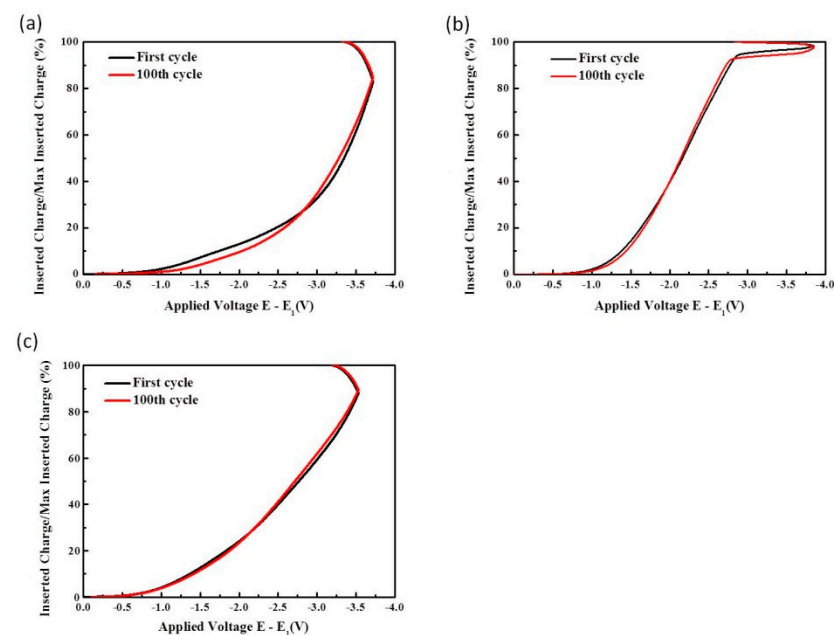 (a)
Inserted Charge/Max Inserted Charge (%)
100
80
60
40
20
0
First cycle
100th cycle
0.0 -0.5 -1.0 -1.5 -2.0 -2.5 -3.0 -3.5 -4.0
Applied Voltage E - E1(V)
(b)
Inserted Charge/Max Inserted Charge (%)
100
80
60
40
20
0
First cycle
100th cycle
0.0 -0.5 -1.0 -1.5 -2.0 -2.5 -3.0 -3.5 -4.0
Applied Voltage E - E1(V)
(c)
Inserted Charge/Max Inserted Charge (%)
100
80
60
40
20
0
First cycle
100th cycle
0.0 -0.5 -1.0 -1.5 -2.0 -2.5 -3.0 -3.5 -4.0
Applied Voltage E - E1(V)